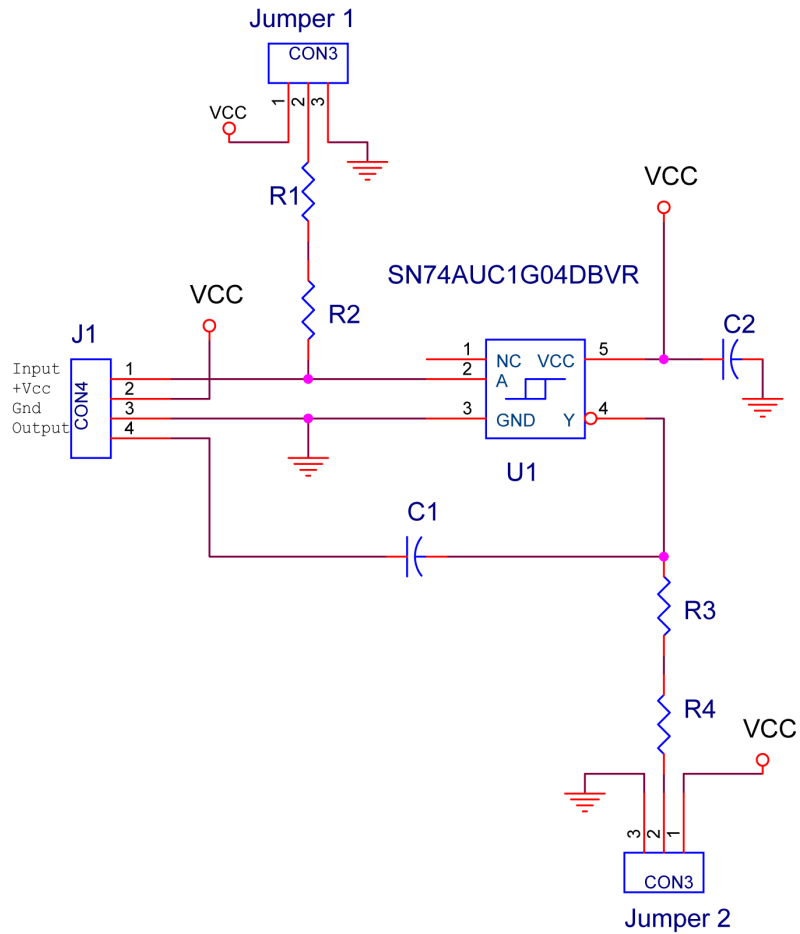 Jumper 1
CON3
1 2 3
VCC
R1
VCC
SN74AUC1G04DBVR
VCC
R2
C2
J1
CON4
Input 1
+Vcc 2
Gnd 3
Output 4
1 NC VCC 5
2 A
3 GND Y 4
U1
C1
R3
R4
VCC
3 2 1
CON3
Jumper 2